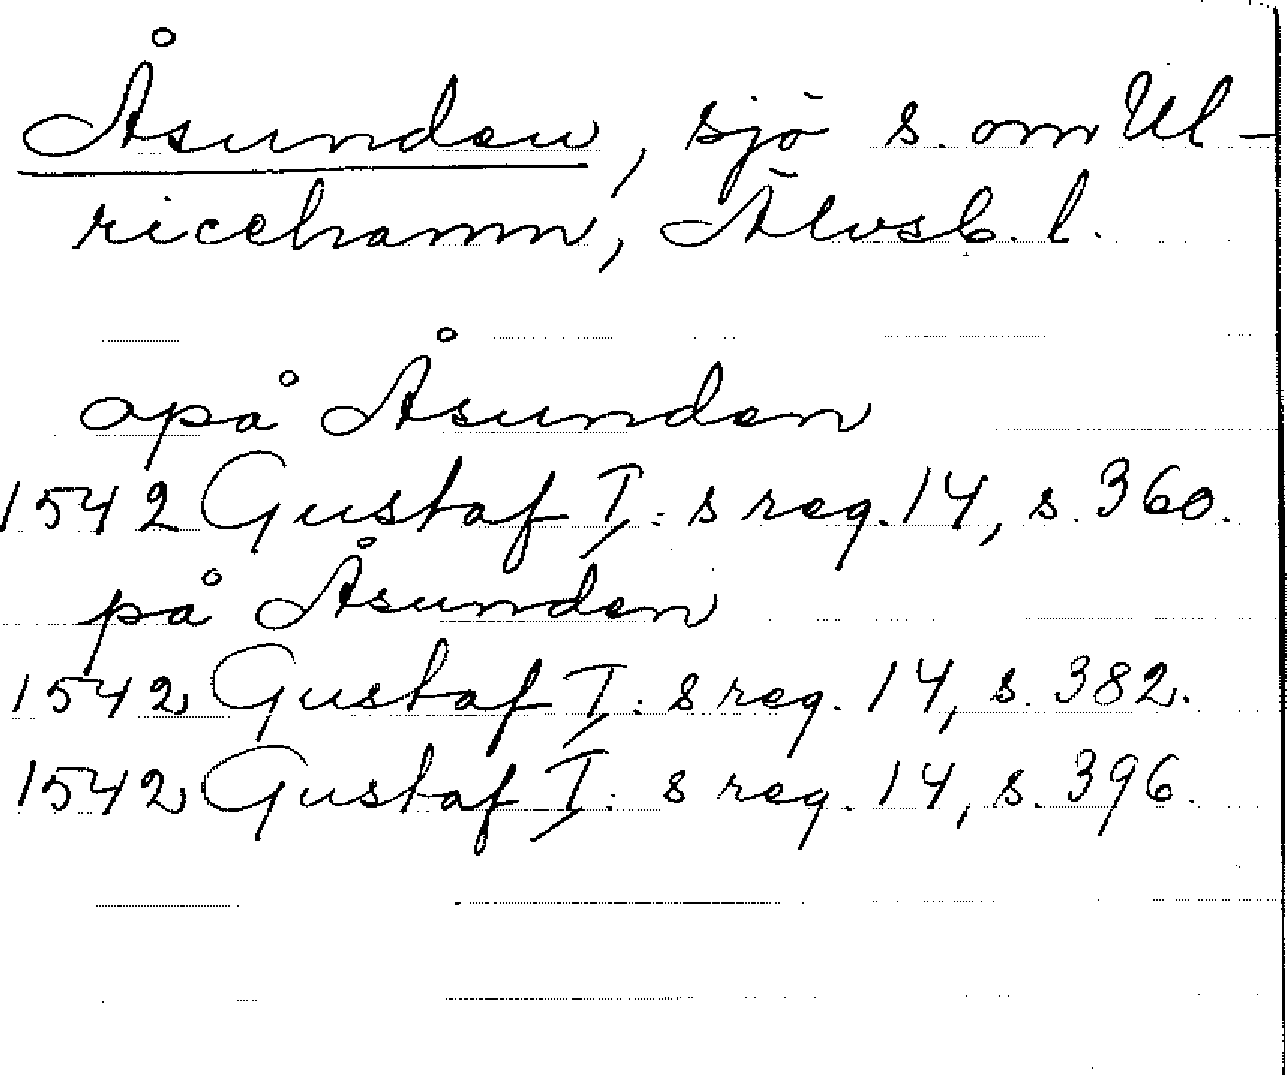 Åsunden, sjö s. om Ul-
ricehamn, Älvsb. l.
opå Åsunden
1542 Gustaf I:s reg. 14, s. 360.
på Åsunden
1542 Gustaf I:s reg. 14, s. 382.
1542 Gustaf I:s reg. 14, s. 396.